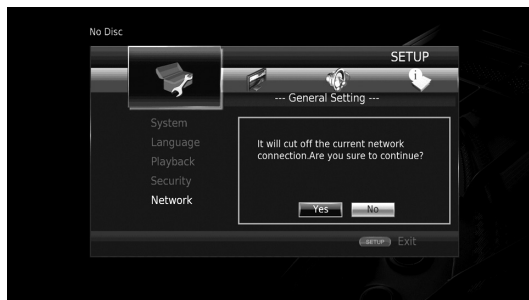 No Disc
SETUP
--- General Setting ---
System
Language
Playback
Security
Network
It will cut off the current network
connection.Are you sure to continue?
Yes No
SETUP Exit